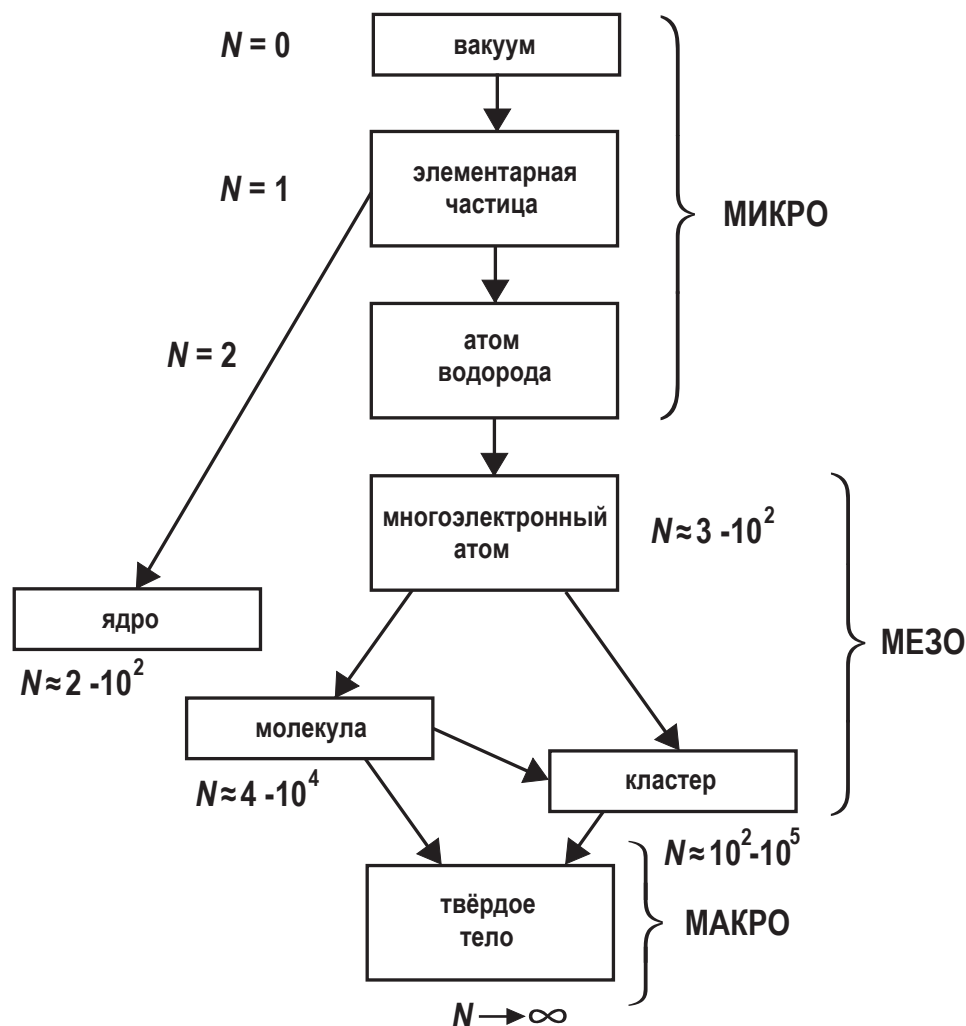 N = 0
вакуум
N = 1
элементарная
частица
МИКРО
N = 2
атом
водорода
многоэлектронный
атом
N ≈ 3 -10²
ядро
N ≈ 2 -10²
МЕЗО
молекула
N ≈ 4 -10⁴
кластер
N ≈ 10²-10⁵
твёрдое
тело
МАКРО
N → ∞